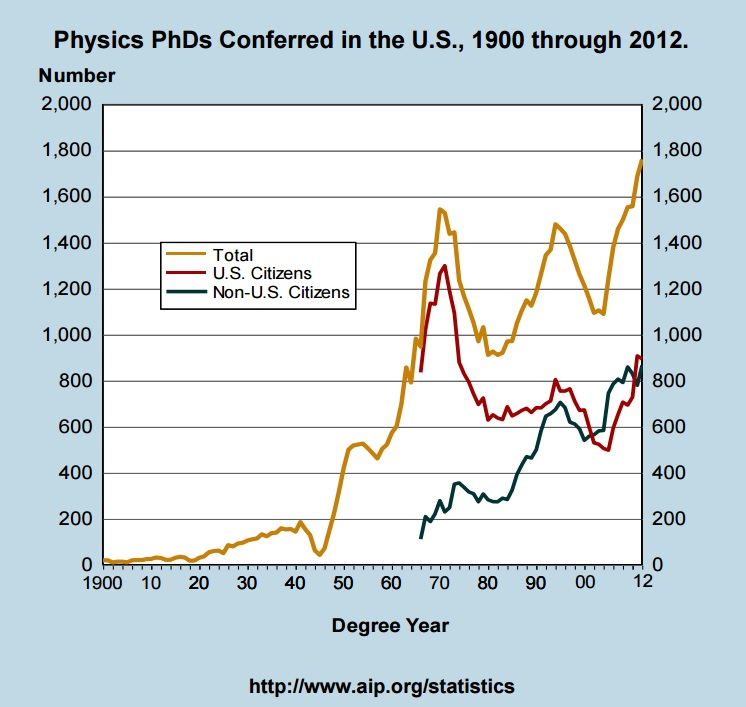 Physics PhDs Conferred in the U.S., 1900 through 2012.
Number
2,000 2,000
1,800 1,800
1,600 1,600
1,400 1,400
Total
U.S. Citizens
Non-U.S. Citizens
1,200 1,200
1,000 1,000
800 800
600 600
400 400
200 200
0 0
1900 10 20 30 40 50 60 70 80 90 00 12
Degree Year
http://www.aip.org/statistics